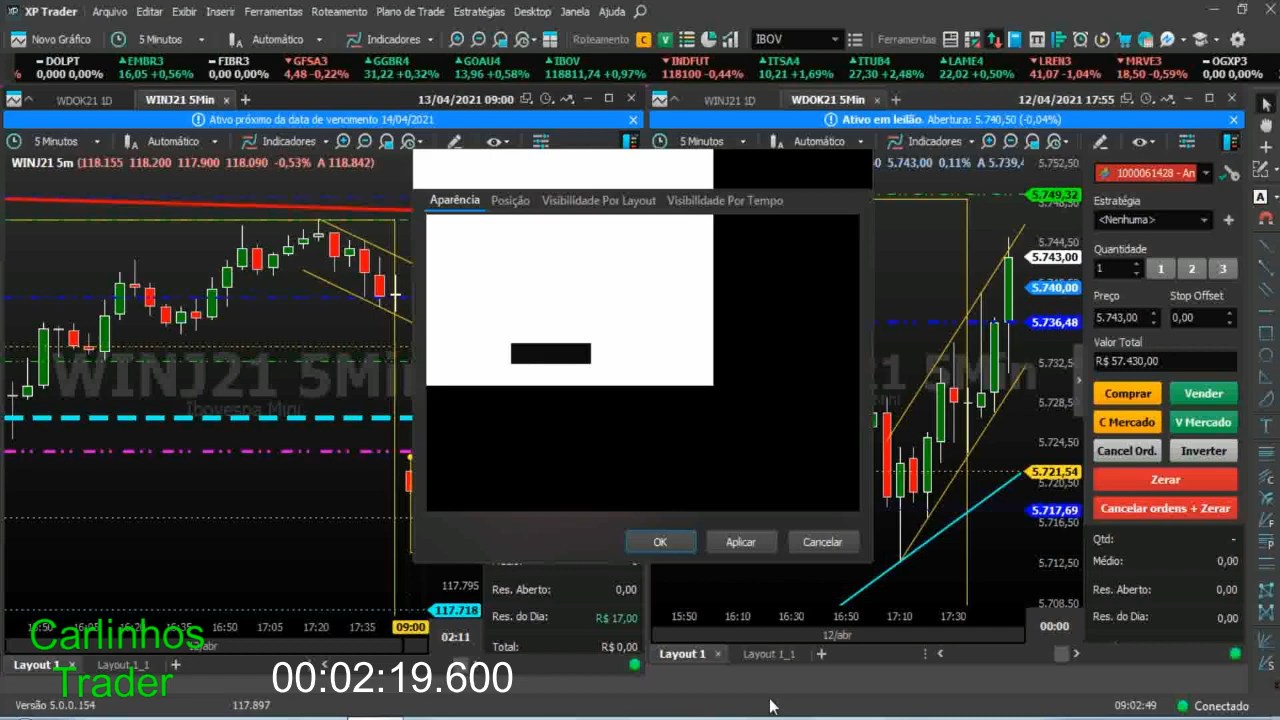 XP Trader Arquivo Editar Exibir Inserir Ferramentas Roteamento Plano de Trade Estratégias Desktop Janela Ajuda
Novo Gráfico 5 Minutos Automático Indicadores Roteamento C V IBOV Ferramentas
DOLPT EMBR3 FIBR3 GFSA3 GGBR4 GOAU4 IBOV INDFUT ITSA4 ITUB4 LAME4 LREN3 MRVE3 OGXP3
% 0,000 0,00% 16,05 +0,56% 0,00 0,00% 4,48 -0,22% 31,22 +0,32% 13,96 +0,58% 118811,74 +0,97% 118100 -0,44% 10,21 +1,69% 27,30 +2,48% 22,02 +0,50% 41,07 -1,04% 18,50 -0,59% 0,00 0,00%
WDOK21 1D WINJ21 5Min 13/04/2021 09:00
WINJ21 1D WDOK21 5Min 12/04/2021 17:55
Ativo próximo da data de vencimento 14/04/2021
Ativo em leilão. Abertura: 5.740,50 (-0,04%)
5 Minutos Automático Indicadores
5 Minutos Automático Indicadores
WINJ21 5m (118.155 118.200 117.900 118.090 -0,53% A 118.842)
5.743,00 0,11% A 5.739,4
Aparência Posição Visibilidade Por Layout Visibilidade Por Tempo
OK Aplicar Cancelar
WINJ21 5Min
Ibovespa Mini
21 5Min
5.752,50
5.749,32
5.748,50
5.744,50
5.743,00
5.740,00
5.736,48
5.732,50
5.728,50
5.724,50
5.721,54
5.720,50
5.717,69
5.716,50
5.712,50
5.708,50
15:50 16:10 16:30 16:50 17:10 17:30
00:00
12/abr
1000061428 - An
Estratégia
<Nenhuma>
Quantidade
1 1 2 3
Preço Stop Offset
5.743,00 0,00
Valor Total
R$ 57.430,00
Comprar Vender
C Mercado V Mercado
Cancel Ord. Inverter
Zerar
Cancelar ordens + Zerar
Qtd: -
Médio: 0,00
Res. Aberto: 0,00
Res. do Dia: 0,00
117.795
117.718
02:11
Res. Aberto: 0,00
Res. do Dia: R$ 17,00
Total: R$ 0,00
16:50 17:05 17:20 17:35 09:00
Carlinhos
Trader
00:02:19.600
Layout 1 Layout 1_1
Layout 1 Layout 1_1
Versão 5.0.0.154 117.897 09:02:49 Conectado